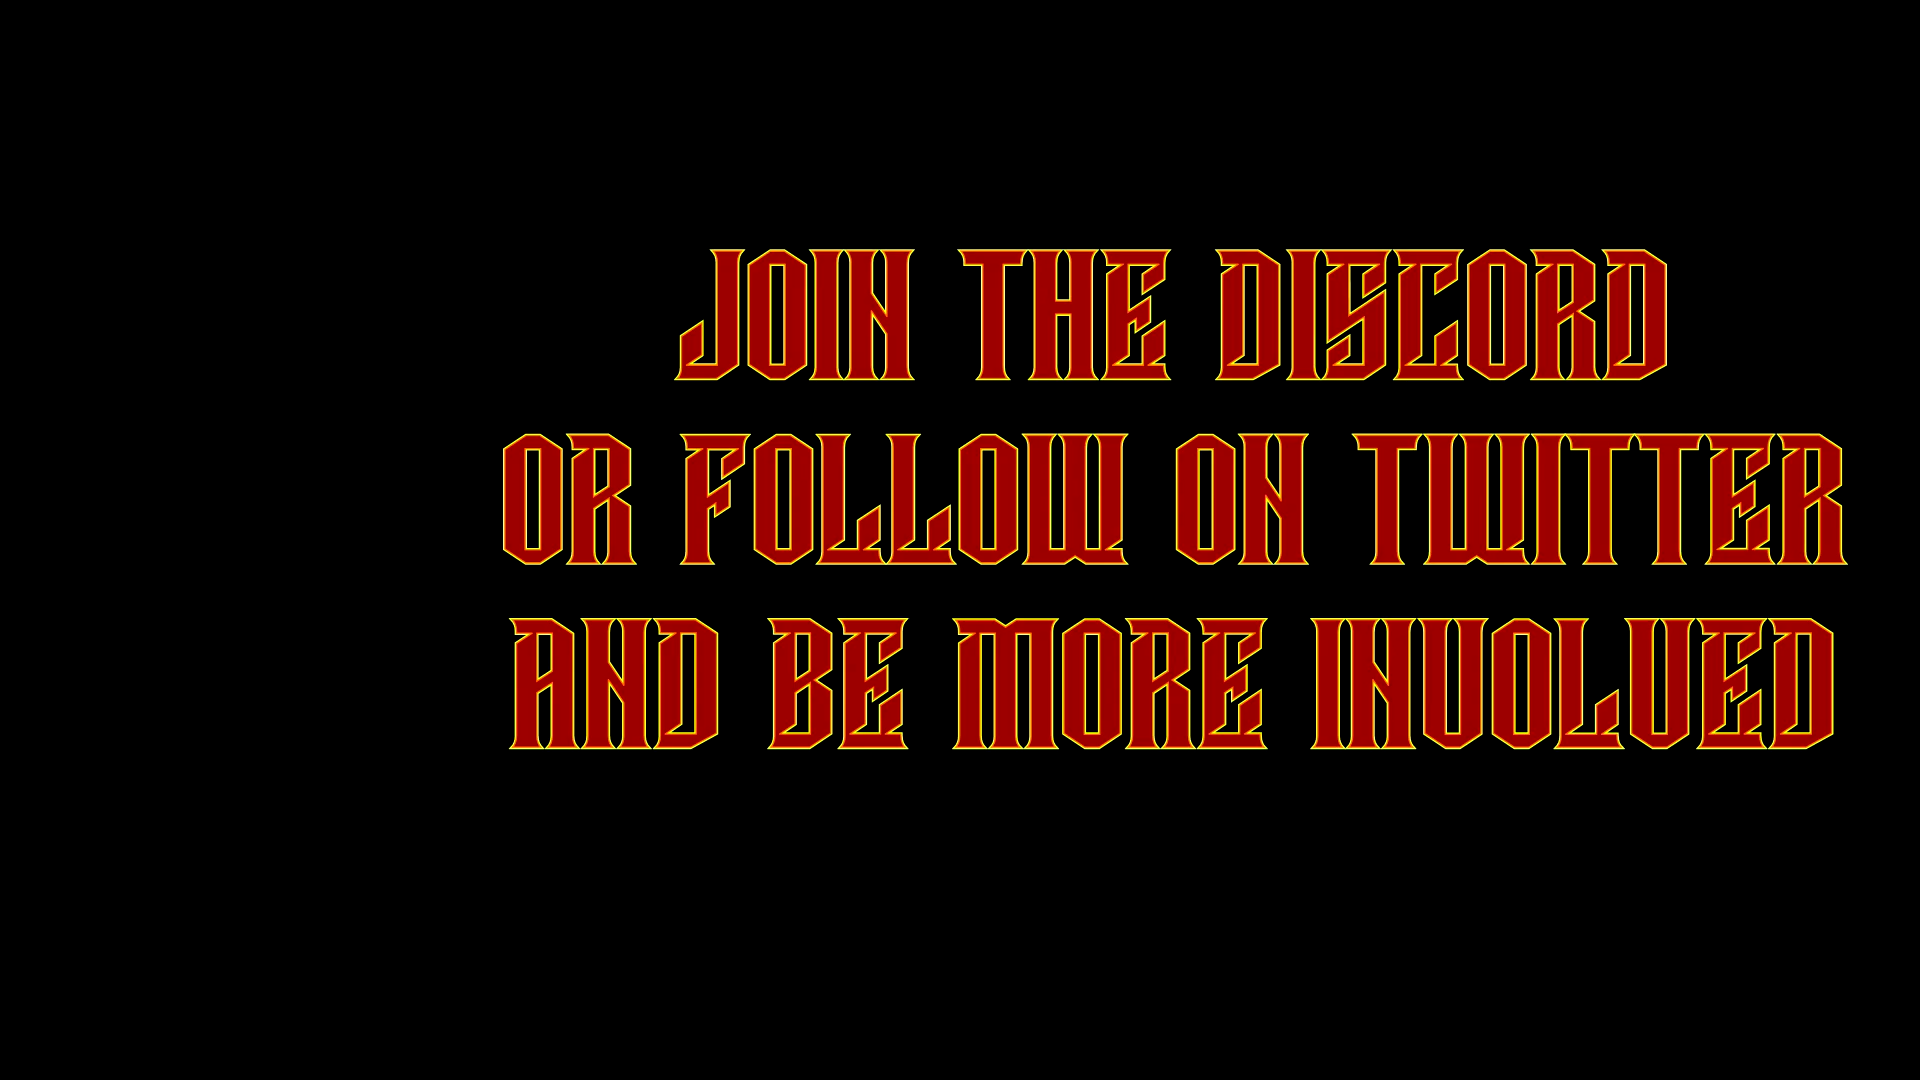 JOIN THE DISCORD
OR FOLLOW ON TWITTER
AND BE MORE INVOLVED